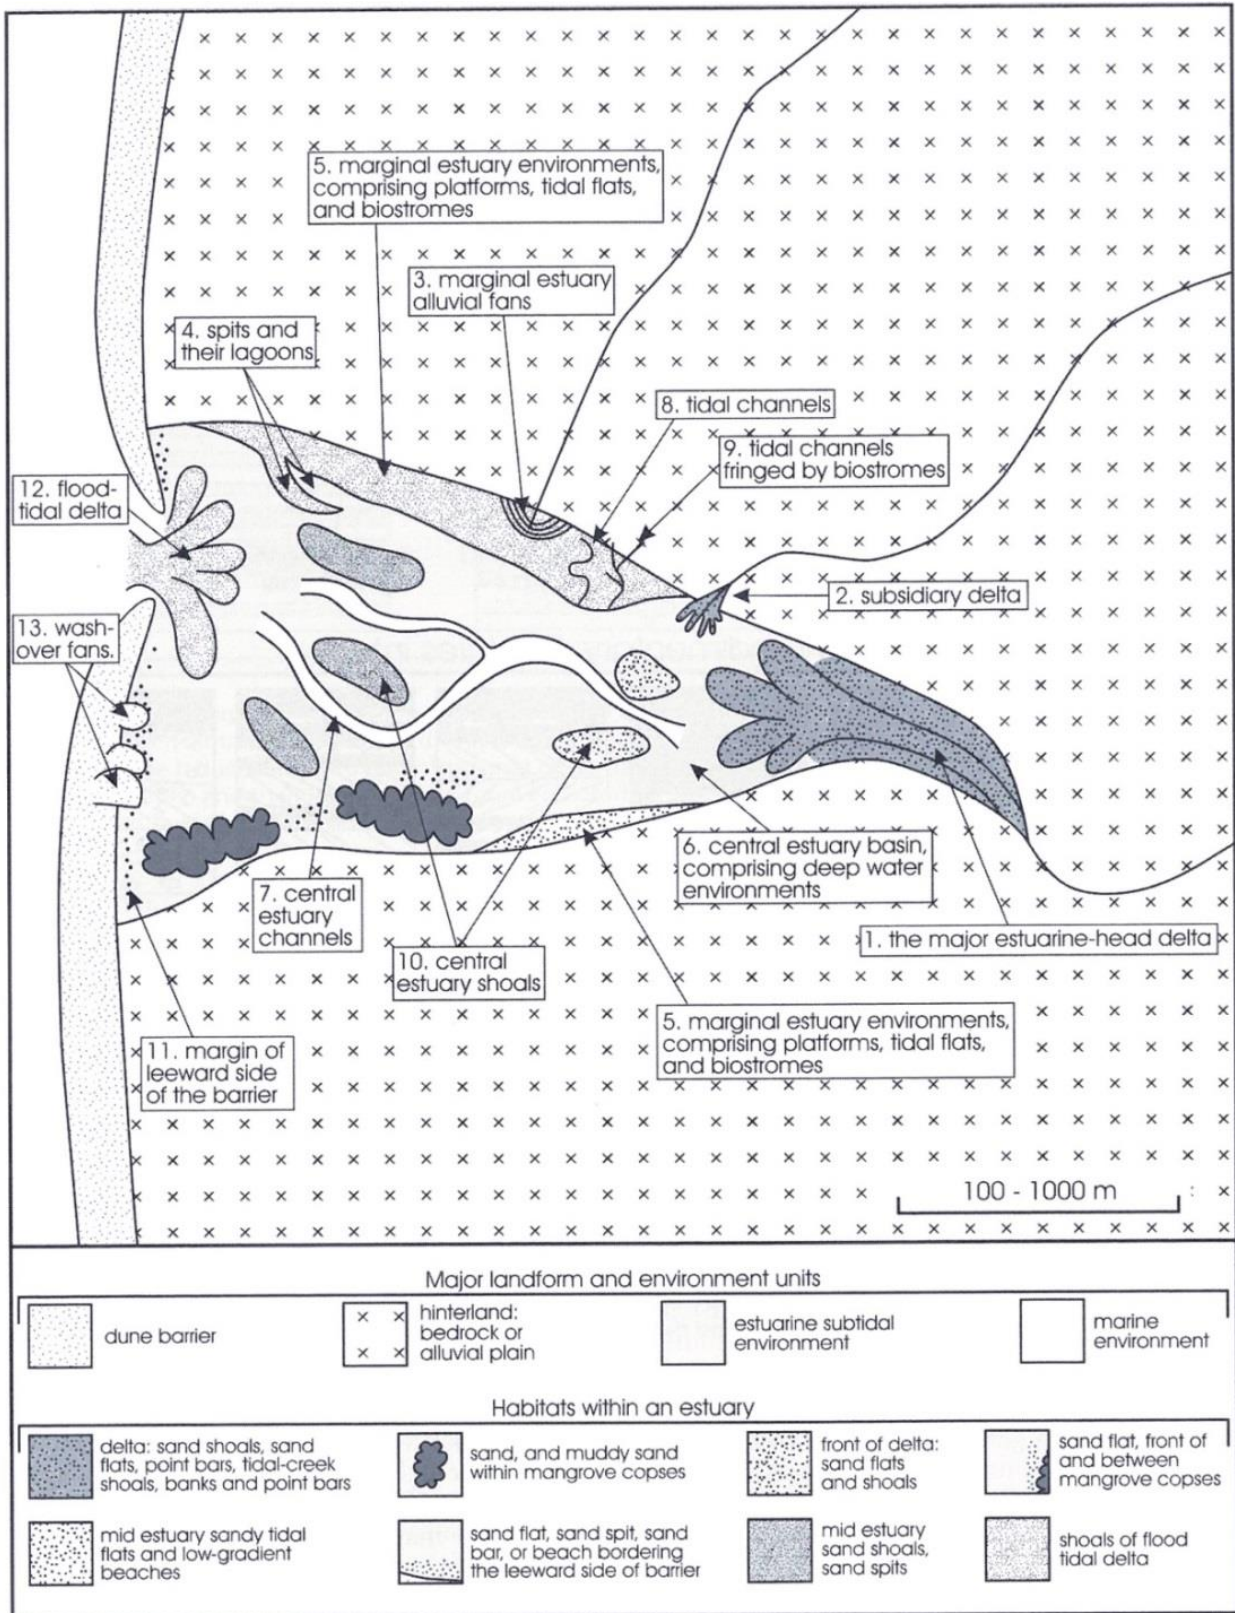 5. marginal estuary environments,
comprising platforms, tidal flats,
and biostromes
3. marginal estuary
alluvial fans
4. spits and
their lagoons
8. tidal channels
9. tidal channels
fringed by biostromes
12. flood-
tidal delta
2. subsidiary delta
13. wash-
over fans.
6. central estuary basin,
comprising deep water
environments
7. central
estuary
channels
1. the major estuarine-head delta
10. central
estuary shoals
5. marginal estuary environments,
comprising platforms, tidal flats,
and biostromes
11. margin of
leeward side
of the barrier
100 - 1000 m
Major landform and environment units
dune barrier
hinterland:
bedrock or
alluvial plain
estuarine subtidal
environment
marine
environment
Habitats within an estuary
delta: sand shoals, sand
flats, point bars, tidal-creek
shoals, banks and point bars
sand, and muddy sand
within mangrove copses
front of delta:
sand flats
and shoals
sand flat, front of
and between
mangrove copses
mid estuary sandy tidal
flats and low-gradient
beaches
sand flat, sand spit, sand
bar, or beach bordering
the leeward side of barrier
mid estuary
sand shoals,
sand spits
shoals of flood
tidal delta